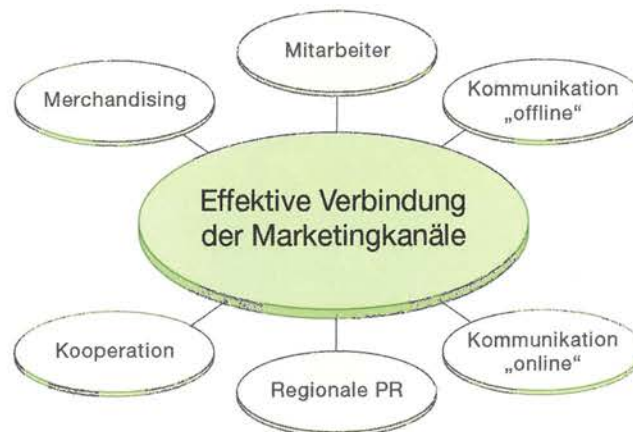 Mitarbeiter
Merchandising
Kommunikation
„offline“
Effektive Verbindung
der Marketingkanäle
Kooperation
Regionale PR
Kommunikation
„online“